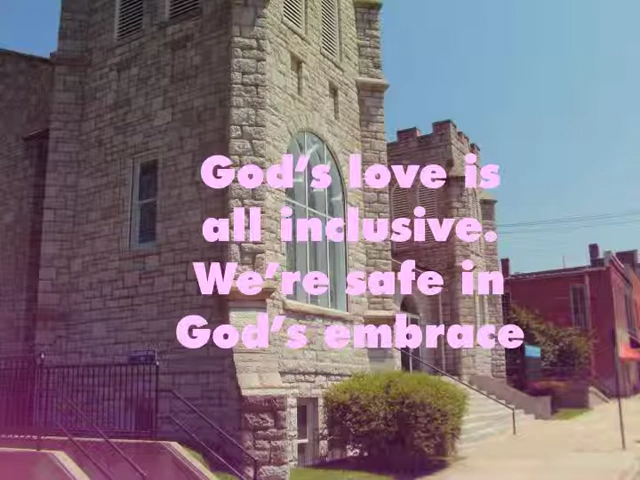 God's love is
all inclusive.
We're safe in
God's embrace